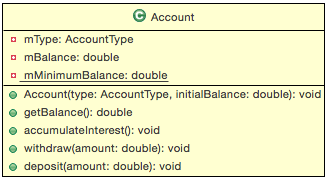 C Account
mType: AccountType
mBalance: double
mMinimumBalance: double
Account(type: AccountType, initialBalance: double): void
getBalance(): double
accumulateInterest(): void
withdraw(amount: double): void
deposit(amount: double): void